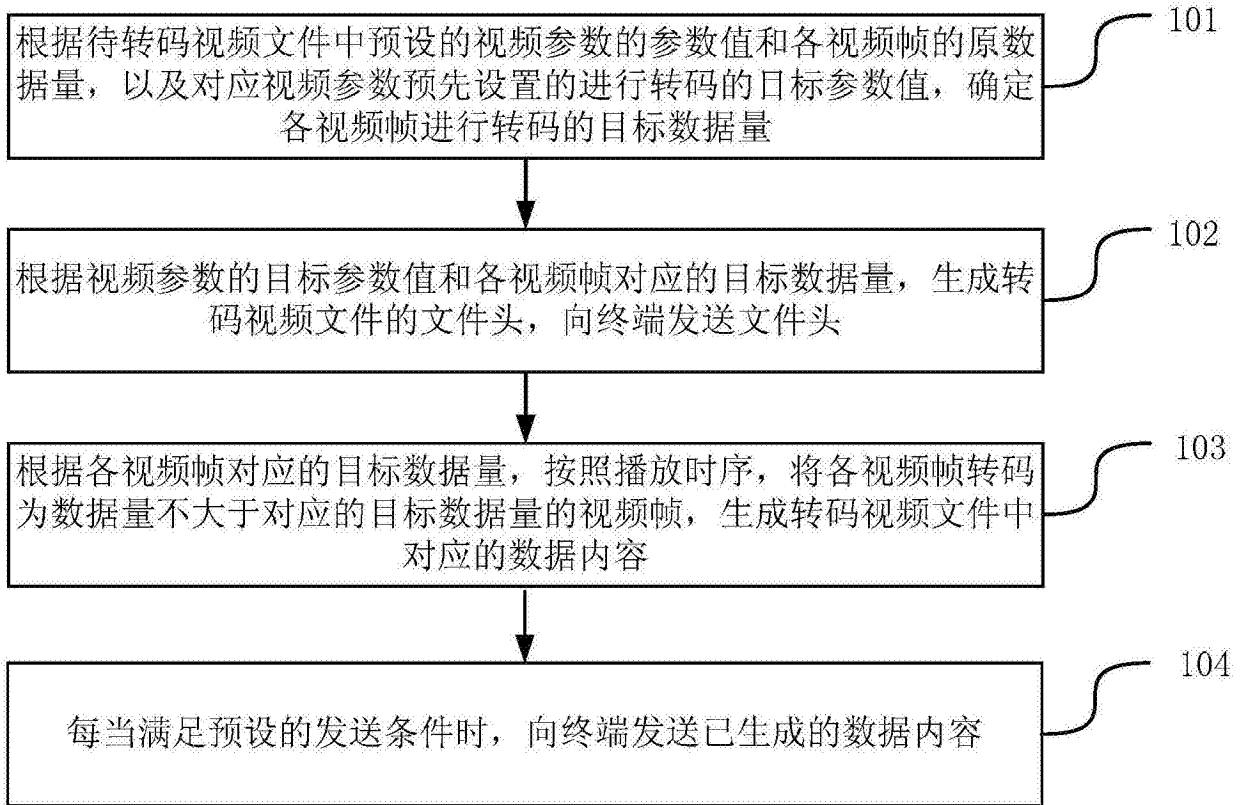 101
根据待转码视频文件中预设的视频参数的参数值和各视频帧的原数
据量，以及对应视频参数预先设置的进行转码的目标参数值，确定
各视频帧进行转码的目标数据量
102
根据视频参数的目标参数值和各视频帧对应的目标数据量，生成转
码视频文件的文件头，向终端发送文件头
103
根据各视频帧对应的目标数据量，按照播放时序，将各视频帧转码
为数据量不大于对应的目标数据量的视频帧，生成转码视频文件中
对应的数据内容
104
每当满足预设的发送条件时，向终端发送已生成的数据内容